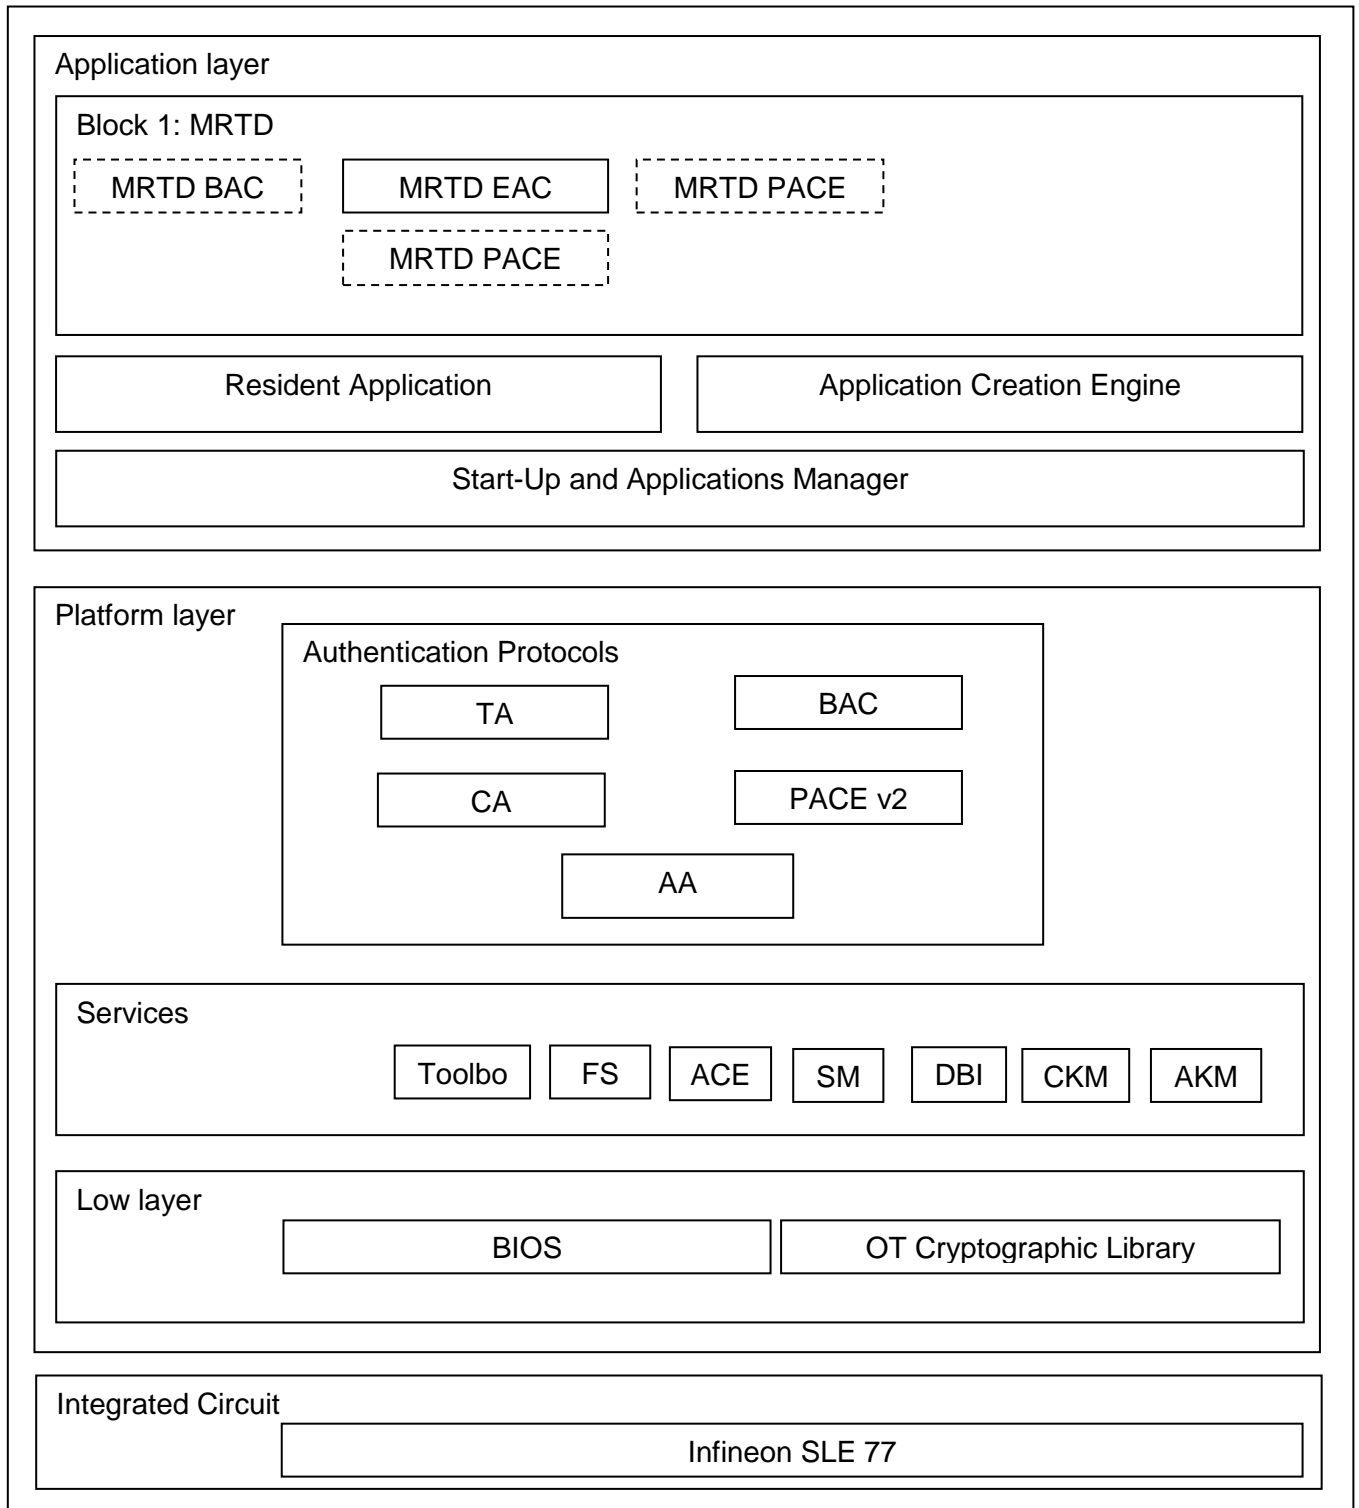 Application layer
Block 1: MRTD
MRTD BAC
MRTD EAC
MRTD PACE
MRTD PACE
Resident Application
Application Creation Engine
Start-Up and Applications Manager
Platform layer
Authentication Protocols
TA
BAC
CA
PACE v2
AA
Services
Toolbo
FS
ACE
SM
DBI
CKM
AKM
Low layer
BIOS
OT Cryptographic Library
Integrated Circuit
Infineon SLE 77